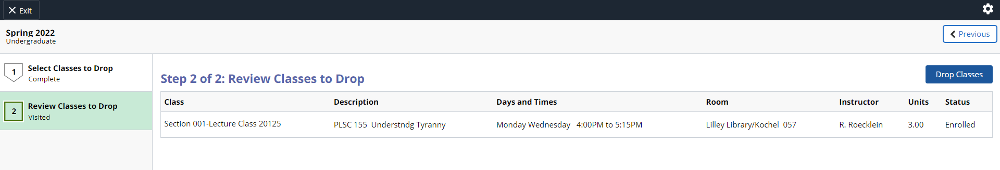 Exit
Spring 2022
Undergraduate
Previous
1
Select Classes to Drop
Complete
2
Review Classes to Drop
Visited
Step 2 of 2: Review Classes to Drop
Drop Classes
Class Description Days and Times Room Instructor Units Status
Section 001-Lecture Class 20125 PLSC 155 Understndg Tyranny Monday Wednesday 4:00PM to 5:15PM Lilley Library/Kochel 057 R. Roecklein 3.00 Enrolled